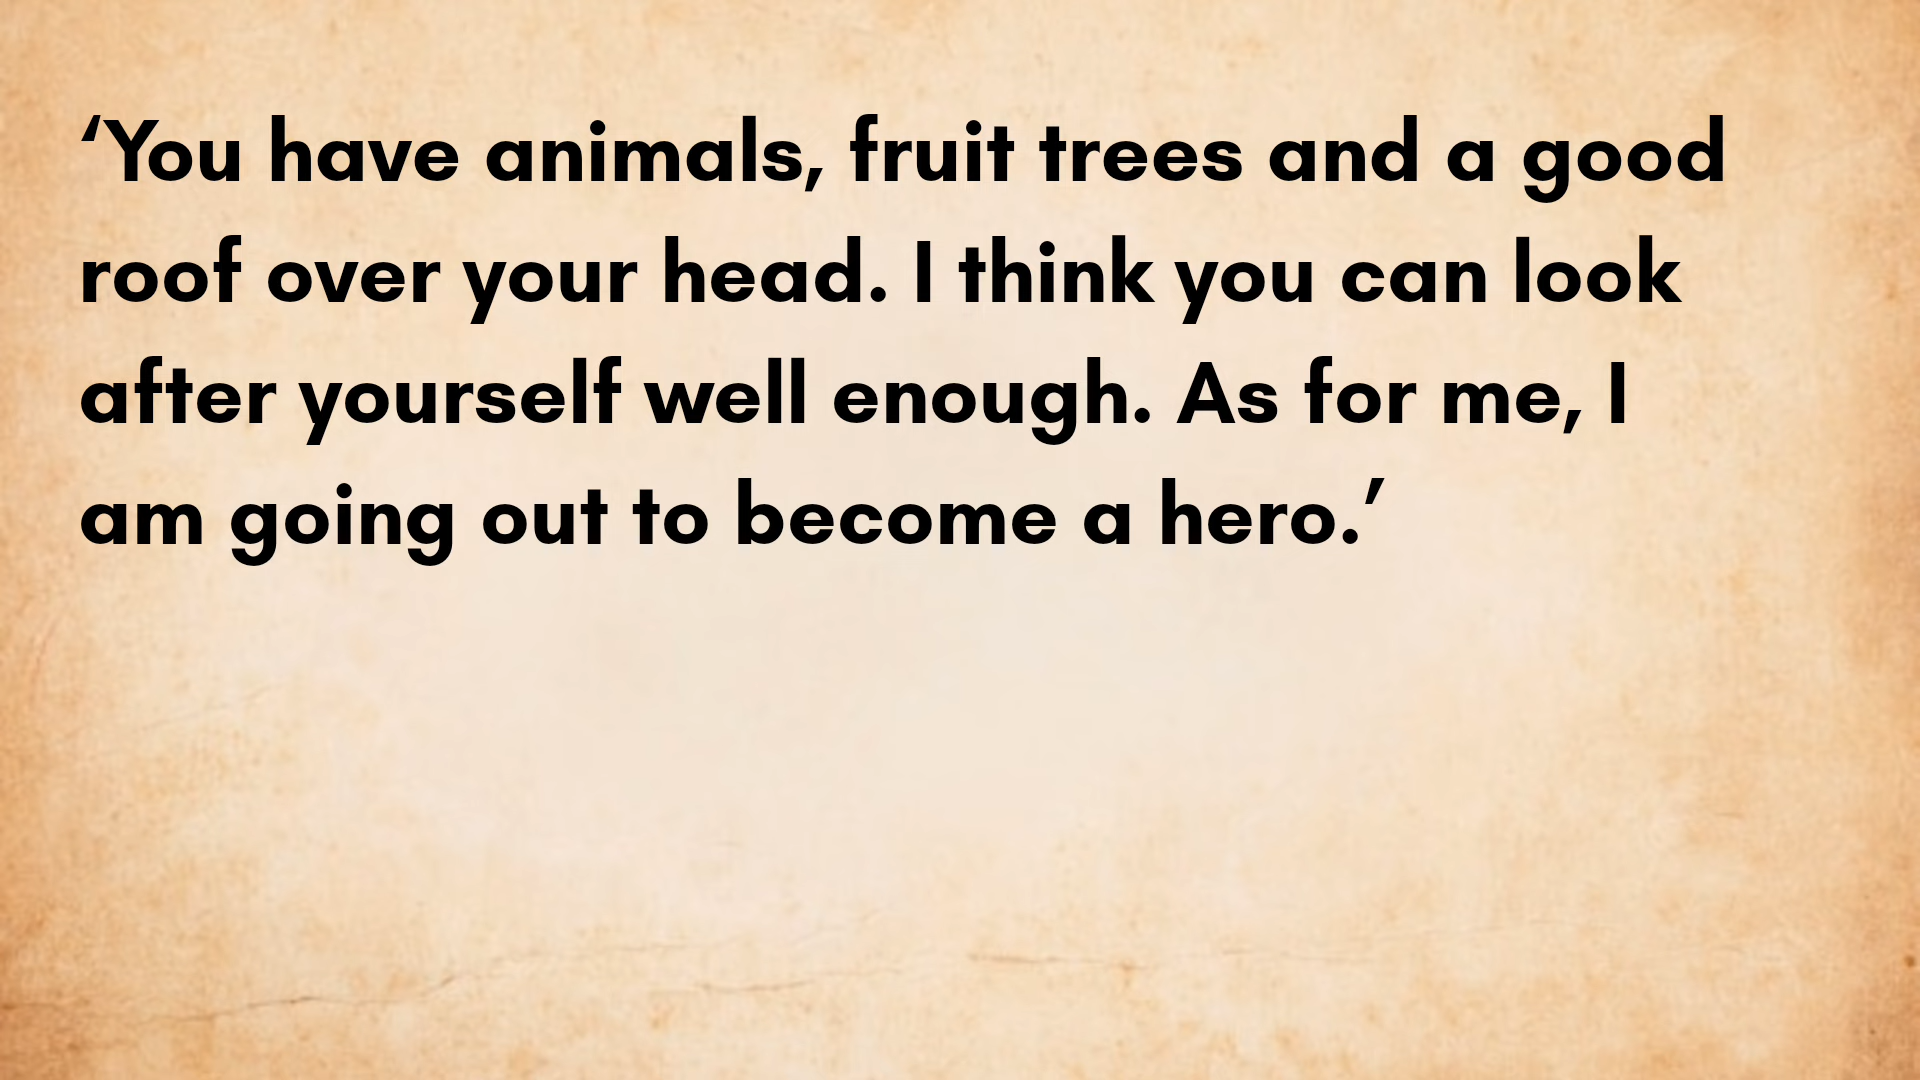 ‘You have animals, fruit trees and a good
roof over your head. I think you can look
after yourself well enough. As for me, I
am going out to become a hero.’